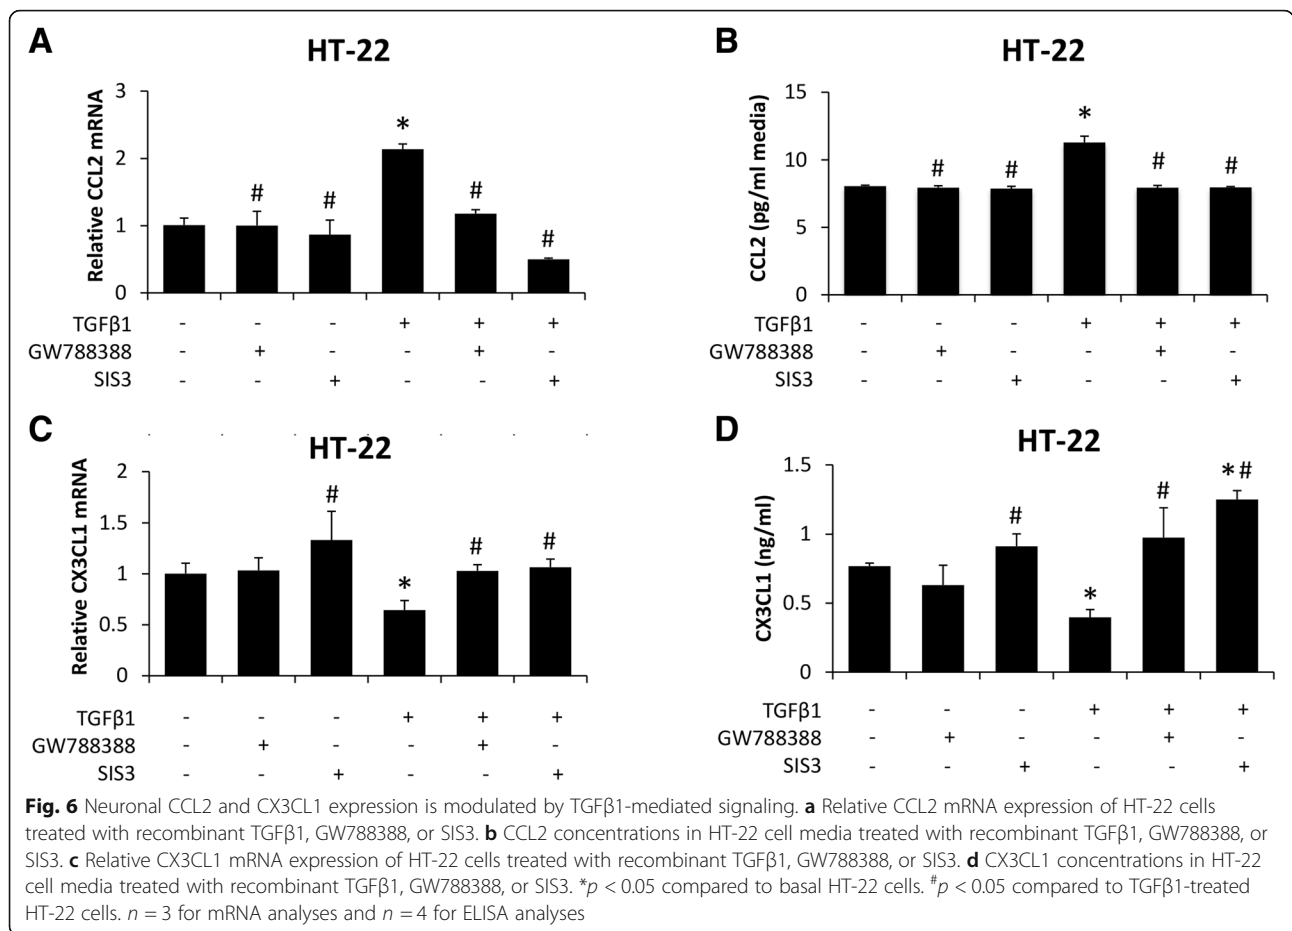 A
HT-22
Relative CCL2 mRNA
3
2
1
0
*
#
#
#
#
TGFβ1 - - - + + +
GW788388 - + - - + -
SIS3 - - + - - +
B
HT-22
CCL2 (pg/ml media)
15
10
5
0
*
#
#
#
#
TGFβ1 - - - + + +
GW788388 - + - - + -
SIS3 - - + - - +
C
HT-22
Relative CX3CL1 mRNA
2
1.5
1
0.5
0
#
*
#
#
TGFβ1 - - - + + +
GW788388 - + - - + -
SIS3 - - + - - +
D
HT-22
CX3CL1 (ng/ml)
1.5
1
0.5
0
#
*
#
*#
TGFβ1 - - - + + +
GW788388 - + - - + -
SIS3 - - + - - +
Fig. 6 Neuronal CCL2 and CX3CL1 expression is modulated by TGFβ1-mediated signaling. a Relative CCL2 mRNA expression of HT-22 cells
treated with recombinant TGFβ1, GW788388, or SIS3. b CCL2 concentrations in HT-22 cell media treated with recombinant TGFβ1, GW788388, or
SIS3. c Relative CX3CL1 mRNA expression of HT-22 cells treated with recombinant TGFβ1, GW788388, or SIS3. d CX3CL1 concentrations in HT-22
cell media treated with recombinant TGFβ1, GW788388, or SIS3. *p < 0.05 compared to basal HT-22 cells. #p < 0.05 compared to TGFβ1-treated
HT-22 cells. n = 3 for mRNA analyses and n = 4 for ELISA analyses